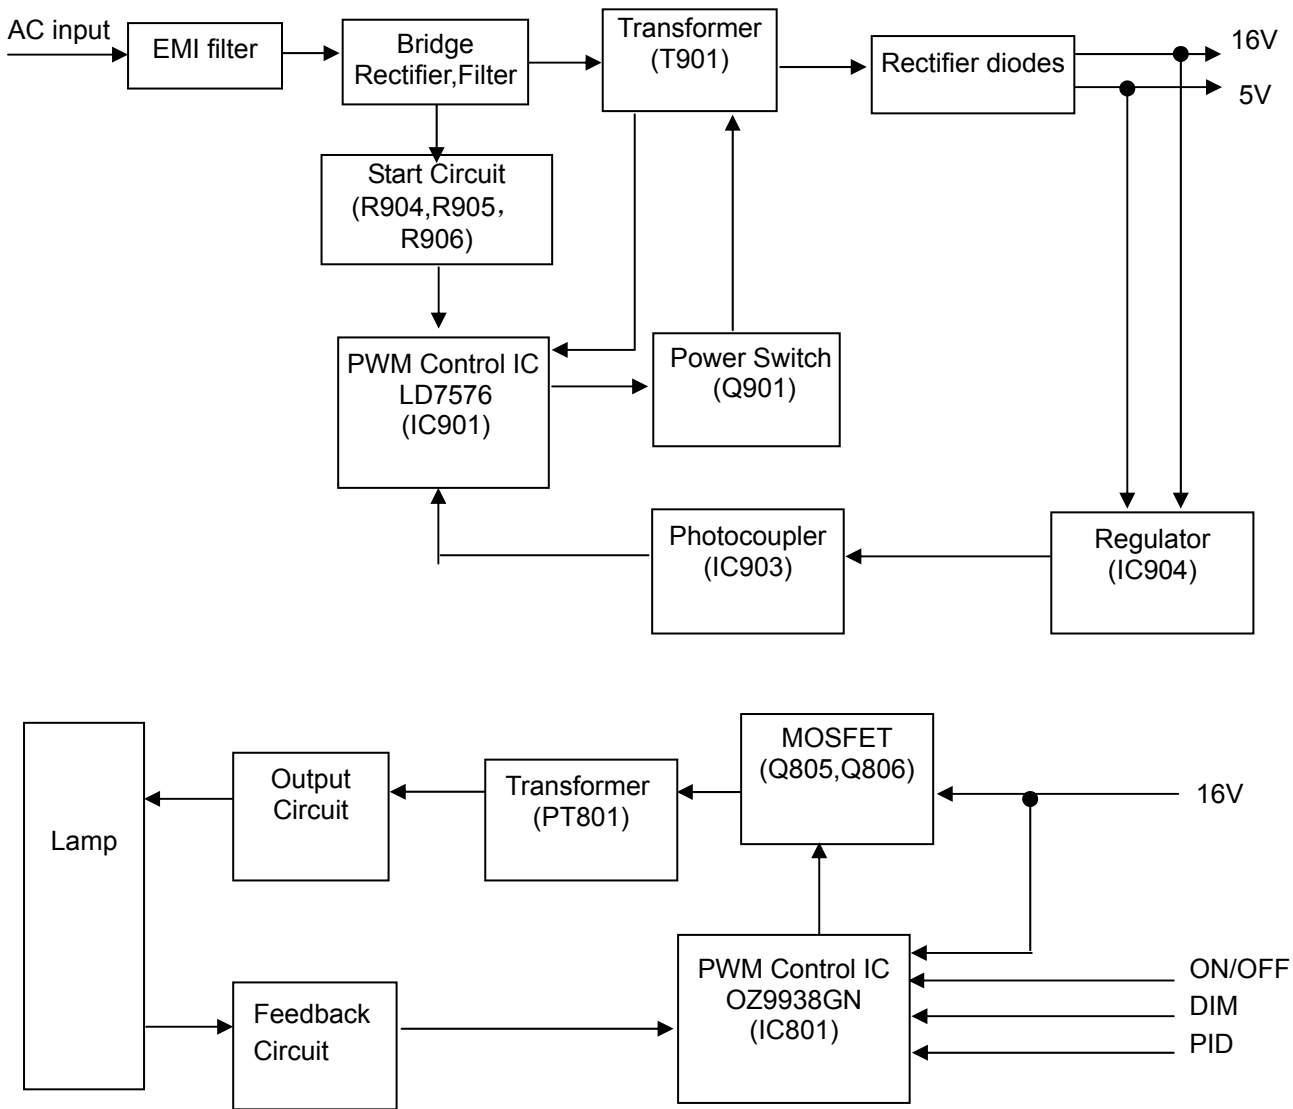 AC input
EMI filter
Bridge
Rectifier,Filter
Transformer
(T901)
Rectifier diodes
16V
5V
Start Circuit
(R904,R905，
R906)
PWM Control IC
LD7576
(IC901)
Power Switch
(Q901)
Photocoupler
(IC903)
Regulator
(IC904)
Lamp
Output
Circuit
Transformer
(PT801)
MOSFET
(Q805,Q806)
16V
Feedback
Circuit
PWM Control IC
OZ9938GN
(IC801)
ON/OFF
DIM
PID